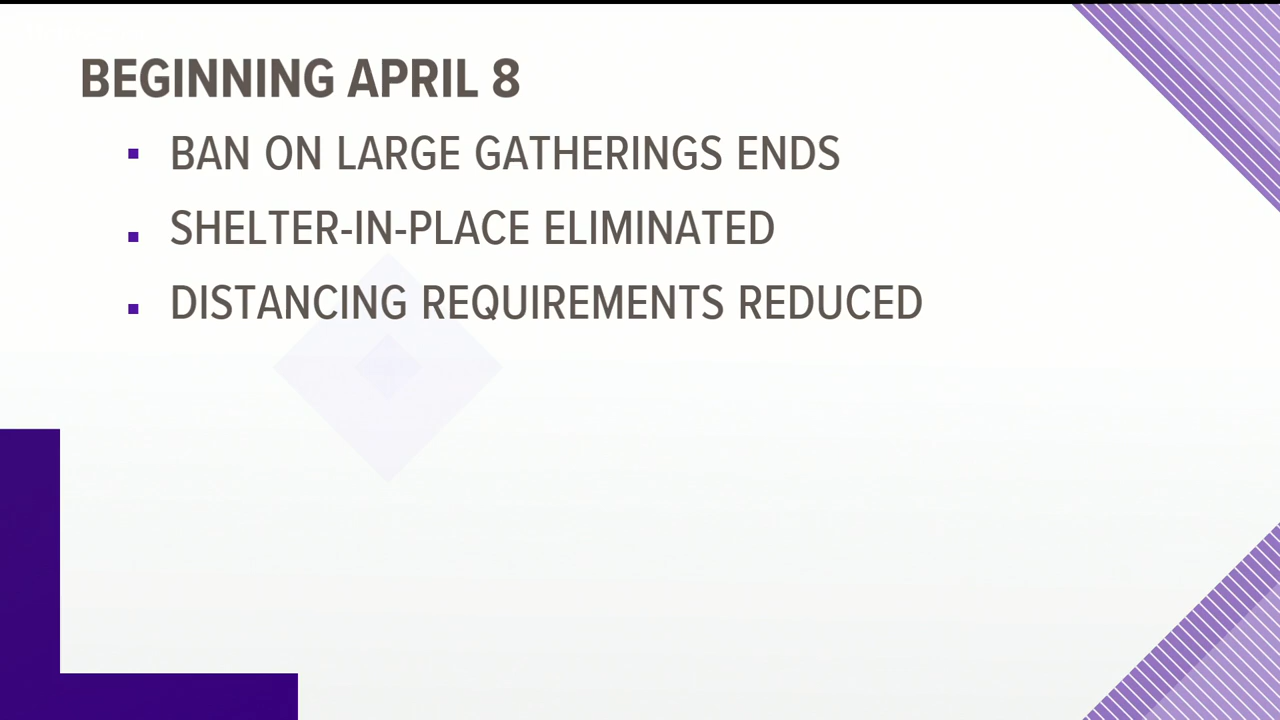 BEGINNING APRIL 8
BAN ON LARGE GATHERINGS ENDS
SHELTER-IN-PLACE ELIMINATED
DISTANCING REQUIREMENTS REDUCED